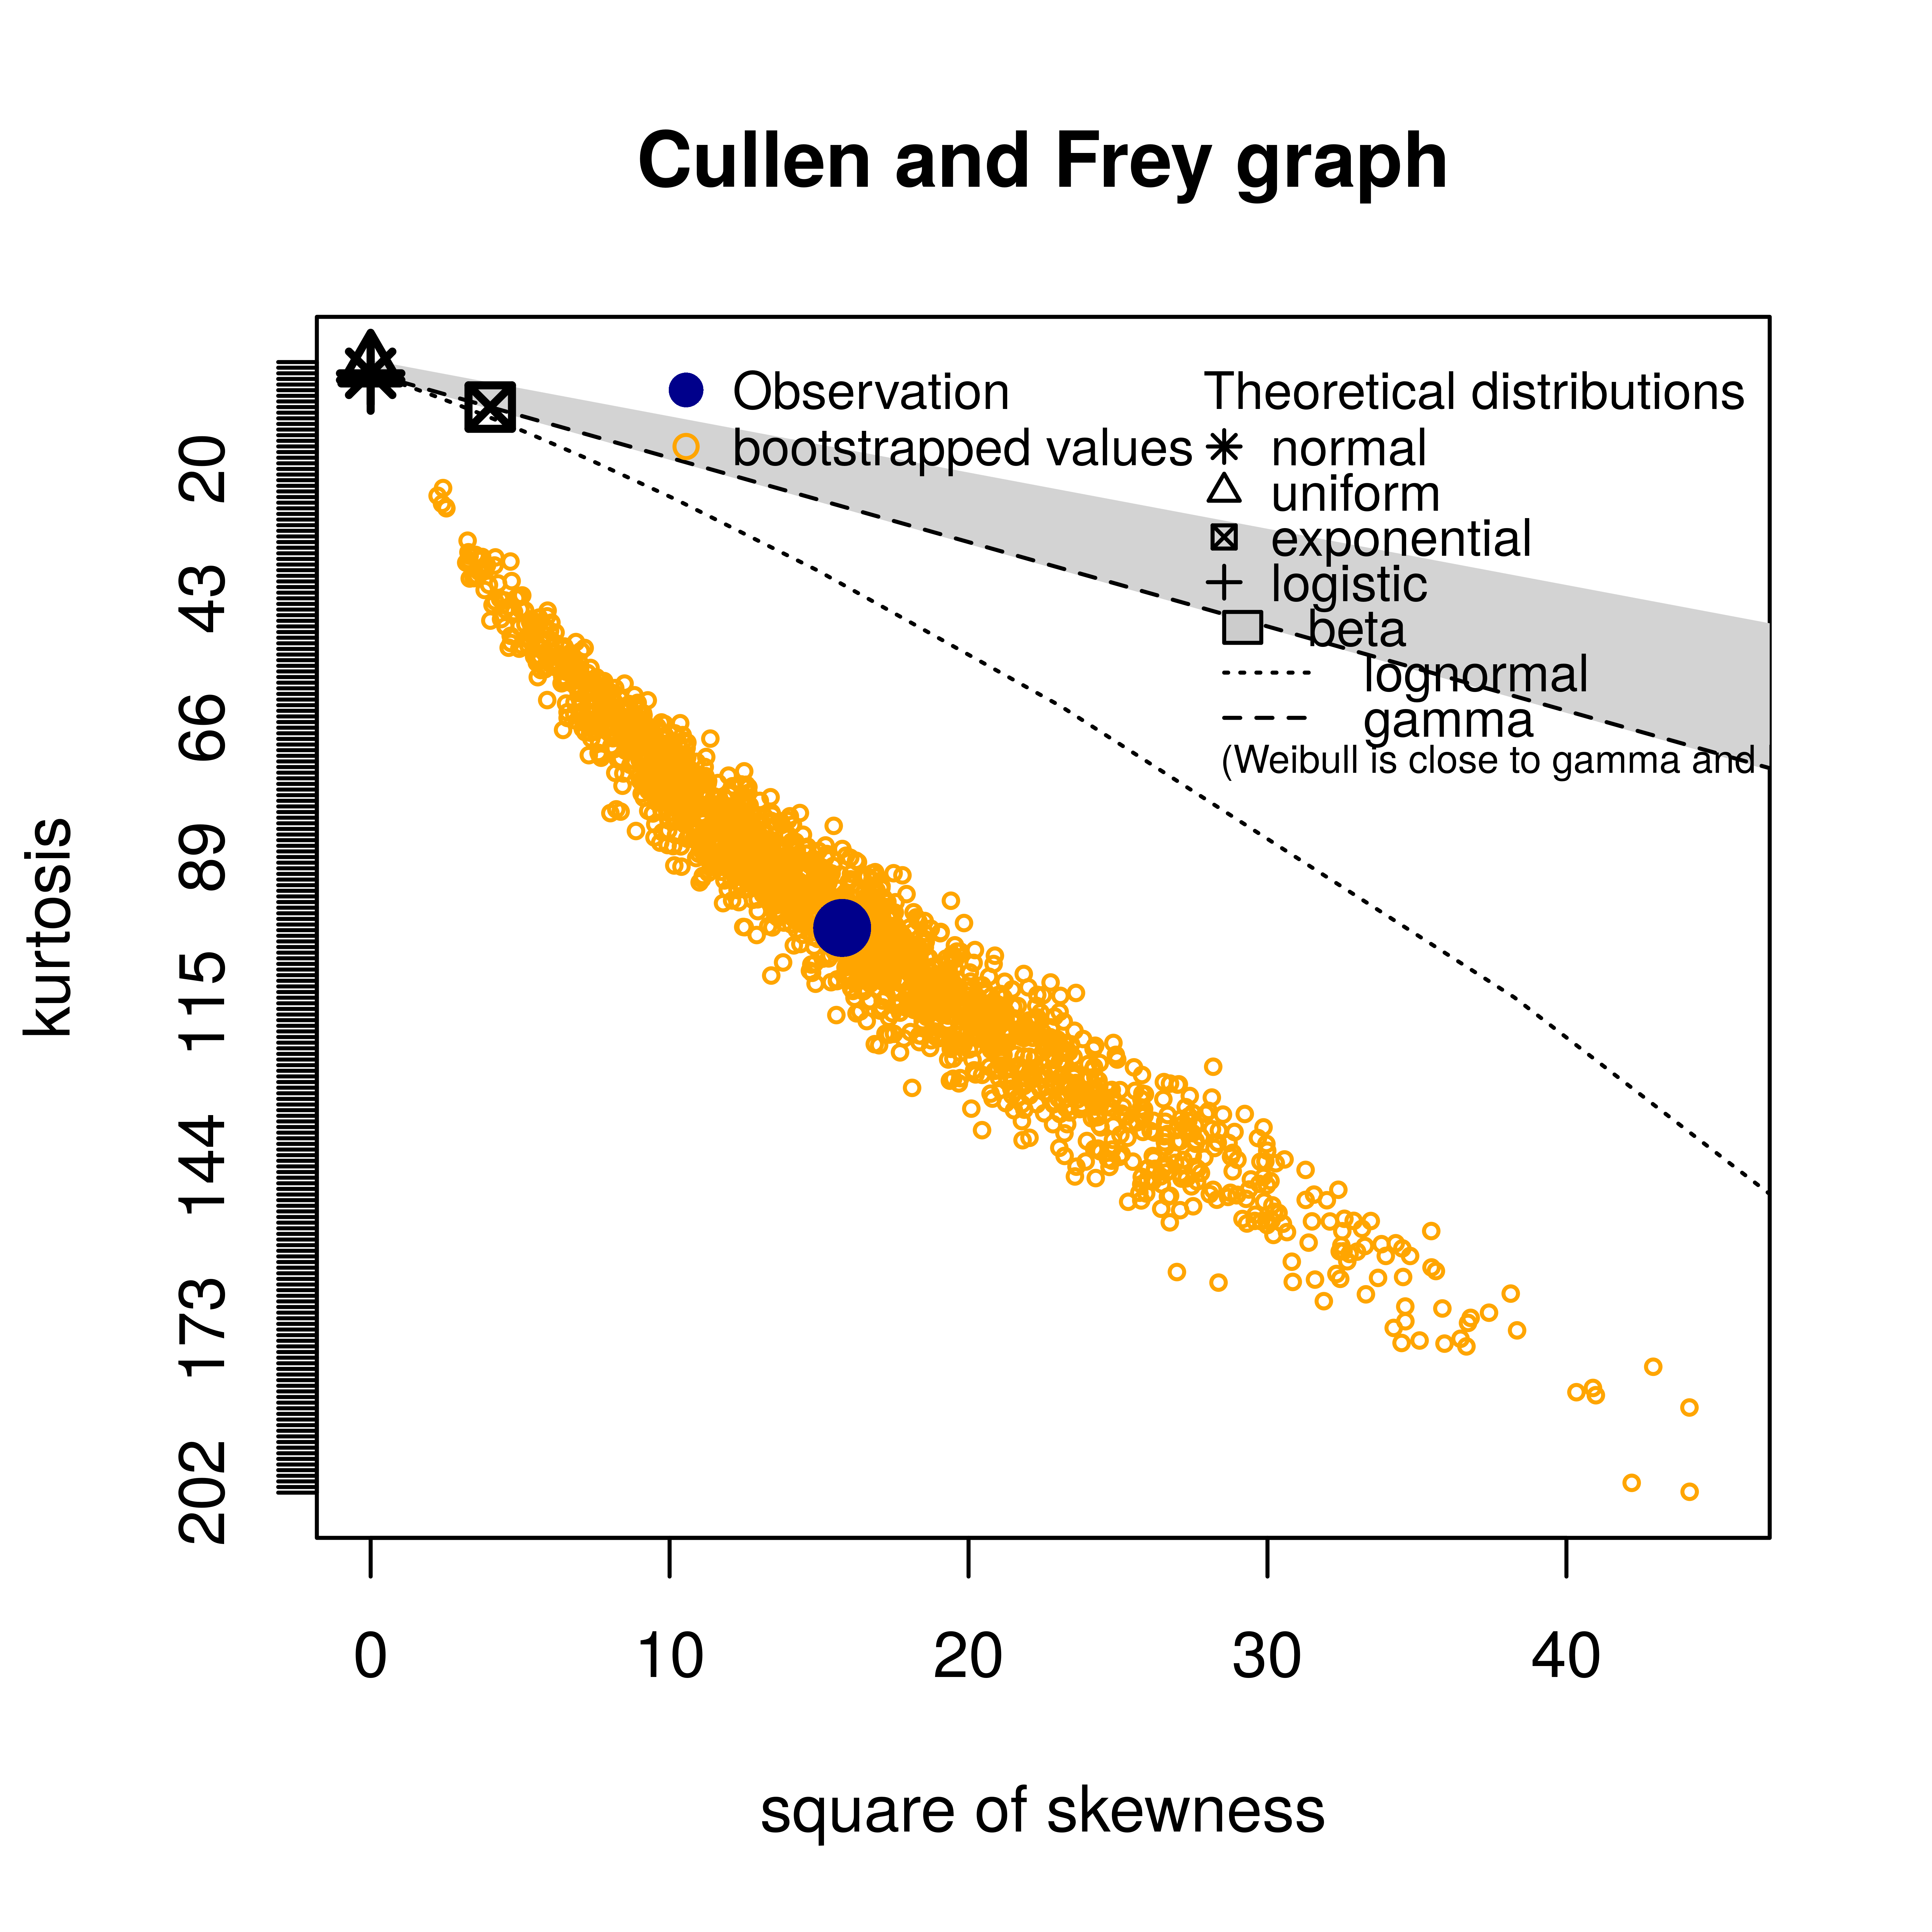 Cullen and Frey graph
Observation
bootstrapped values
Theoretical distributions
normal
uniform
exponential
logistic
beta
lognormal
gamma
(Weibull is close to gamma and
kurtosis
20
43
66
89
115
144
173
202
0 10 20 30 40
square of skewness